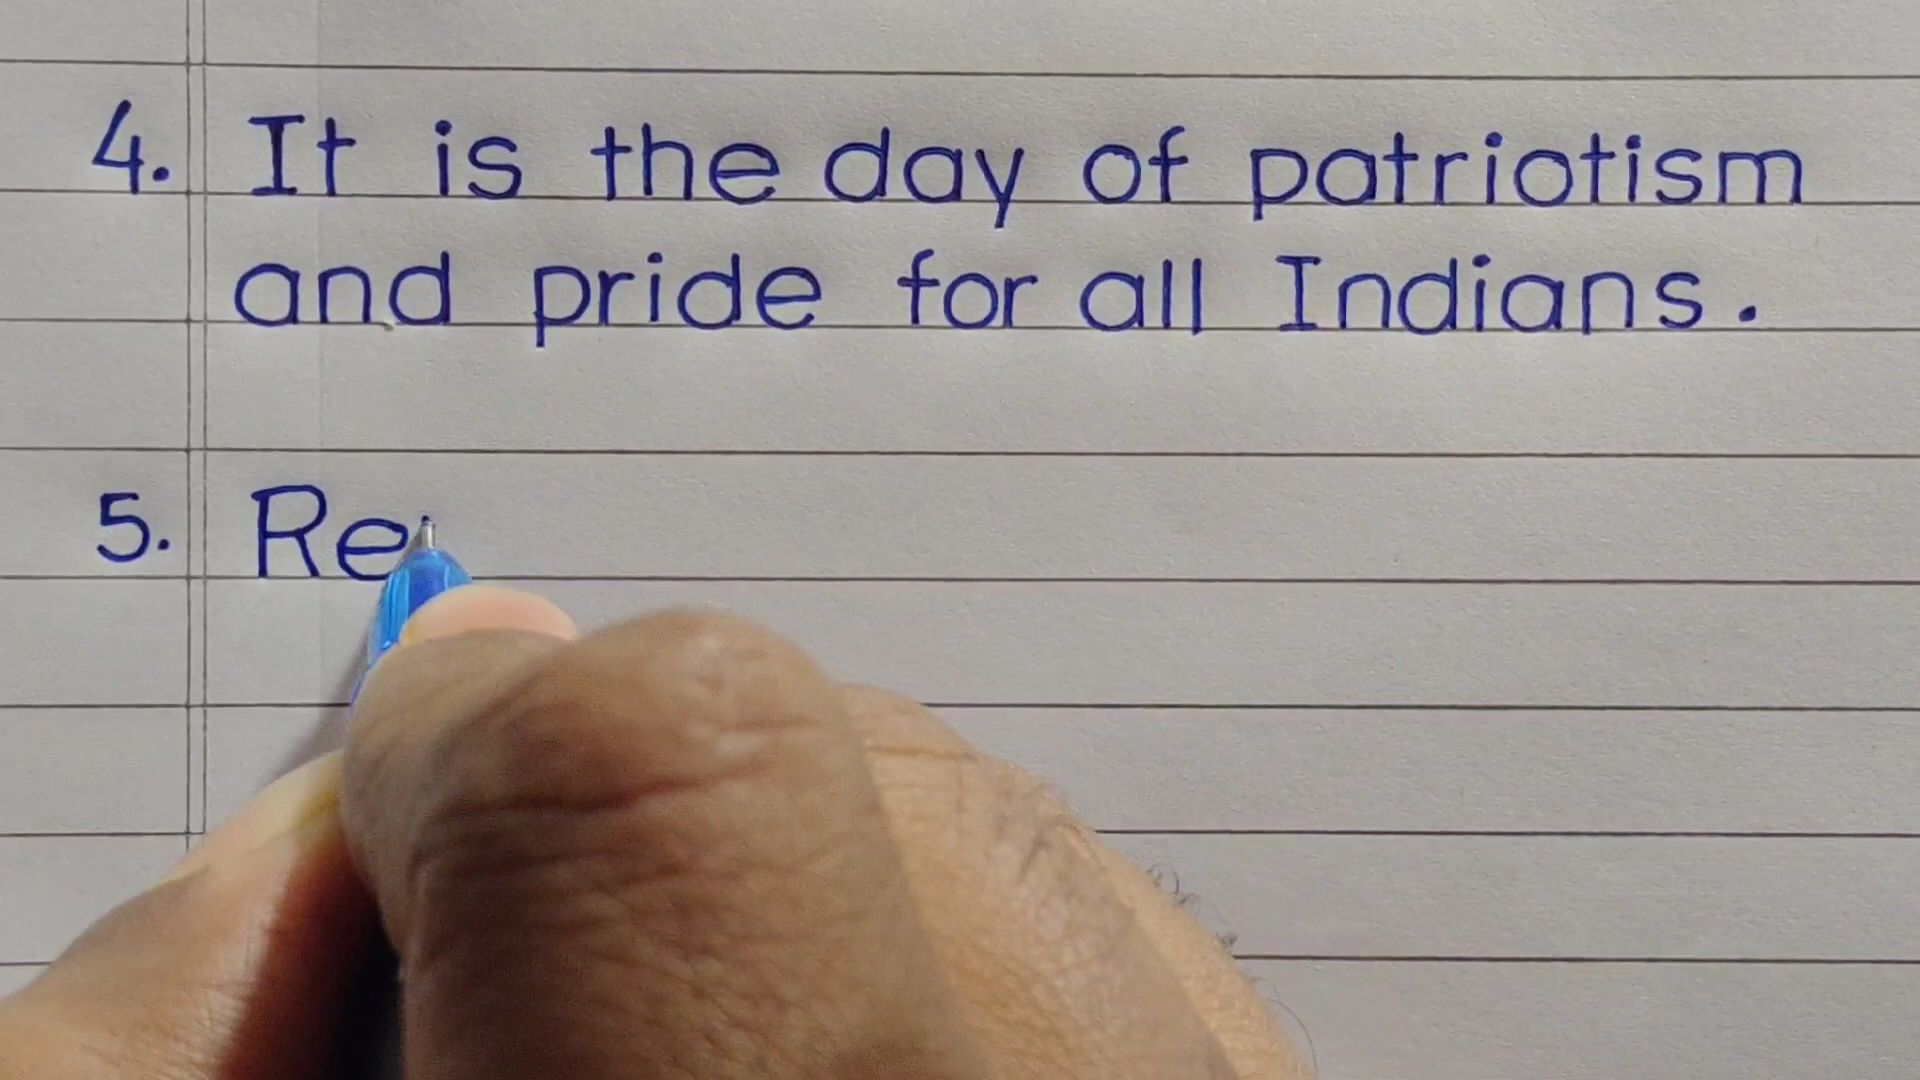 4. It is the day of patriotism
and pride for all Indians.
5. Re